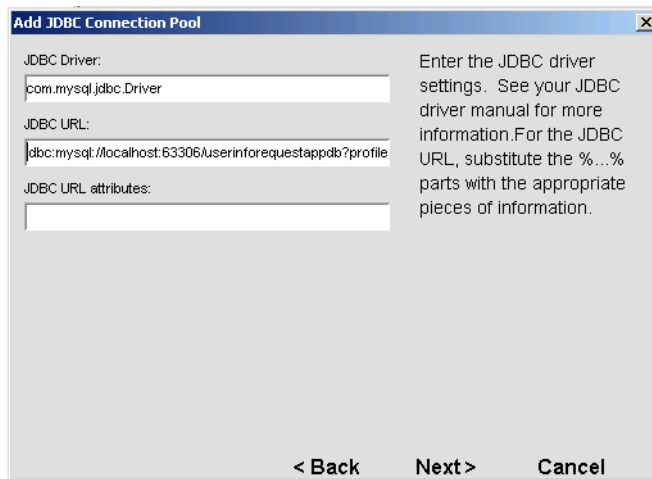 Add JDBC Connection Pool
JDBC Driver:
com.mysql.jdbc.Driver
JDBC URL:
dbc:mysql://localhost:63306/userinforequestappdb?profile
JDBC URL attributes:
Enter the JDBC driver
settings. See your JDBC
driver manual for more
information.For the JDBC
URL, substitute the %...%
parts with the appropriate
pieces of information.
< Back
Next >
Cancel